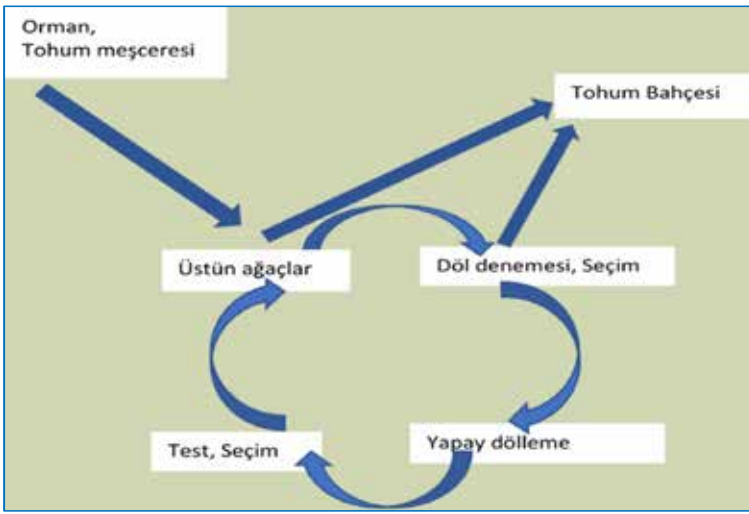 Orman,
Tohum meşceresi
Tohum Bahçesi
Üstün ağaçlar
Döl denemesi, Seçim
Test, Seçim
Yapay dölleme